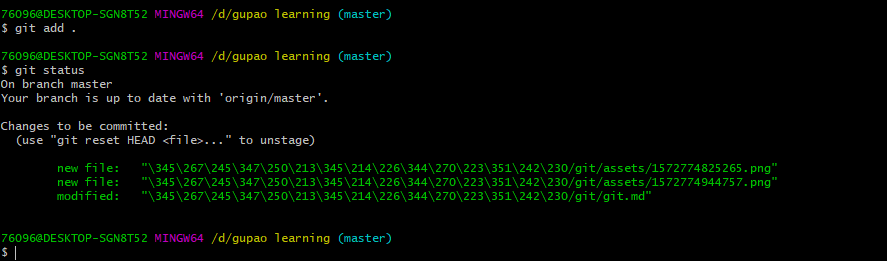 76096@DESKTOP-SGN8T52 MINGW64 /d/gupao learning (master)
$ git add .
76096@DESKTOP-SGN8T52 MINGW64 /d/gupao learning (master)
$ git status
On branch master
Your branch is up to date with 'origin/master'.
Changes to be committed:
(use "git reset HEAD <file>..." to unstage)
new file: "\345\267\245\347\250\213\345\214\226\344\270\223\351\242\230/git/assets/1572774825265.png"
new file: "\345\267\245\347\250\213\345\214\226\344\270\223\351\242\230/git/assets/1572774944757.png"
modified: "\345\267\245\347\250\213\345\214\226\344\270\223\351\242\230/git/git.md"
76096@DESKTOP-SGN8T52 MINGW64 /d/gupao learning (master)
$